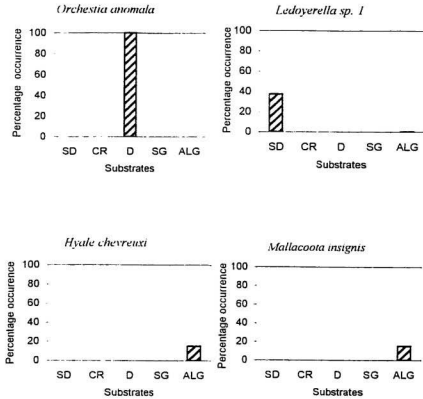 Orchestia anomala
Percentage occurrence
100
80
60
40
20
0
SD CR D SG ALG
Substrates
Ledoyerella sp. 1
Percentage occurrence
100
80
60
40
20
0
SD CR D SG ALG
Substrates
Hyale chevreuxi
Percentage occurrence
100
80
60
40
20
0
SD CR D SG ALG
Substrates
Mallacoota insignis
Percentage occurrence
100
80
60
40
20
0
SD CR D SG ALG
Substrates